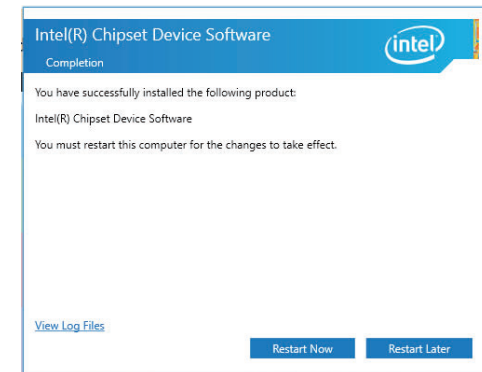 Intel(R) Chipset Device Software
intel
Completion
You have successfully installed the following product:
Intel(R) Chipset Device Software
You must restart this computer for the changes to take effect.
View Log Files
Restart Now
Restart Later